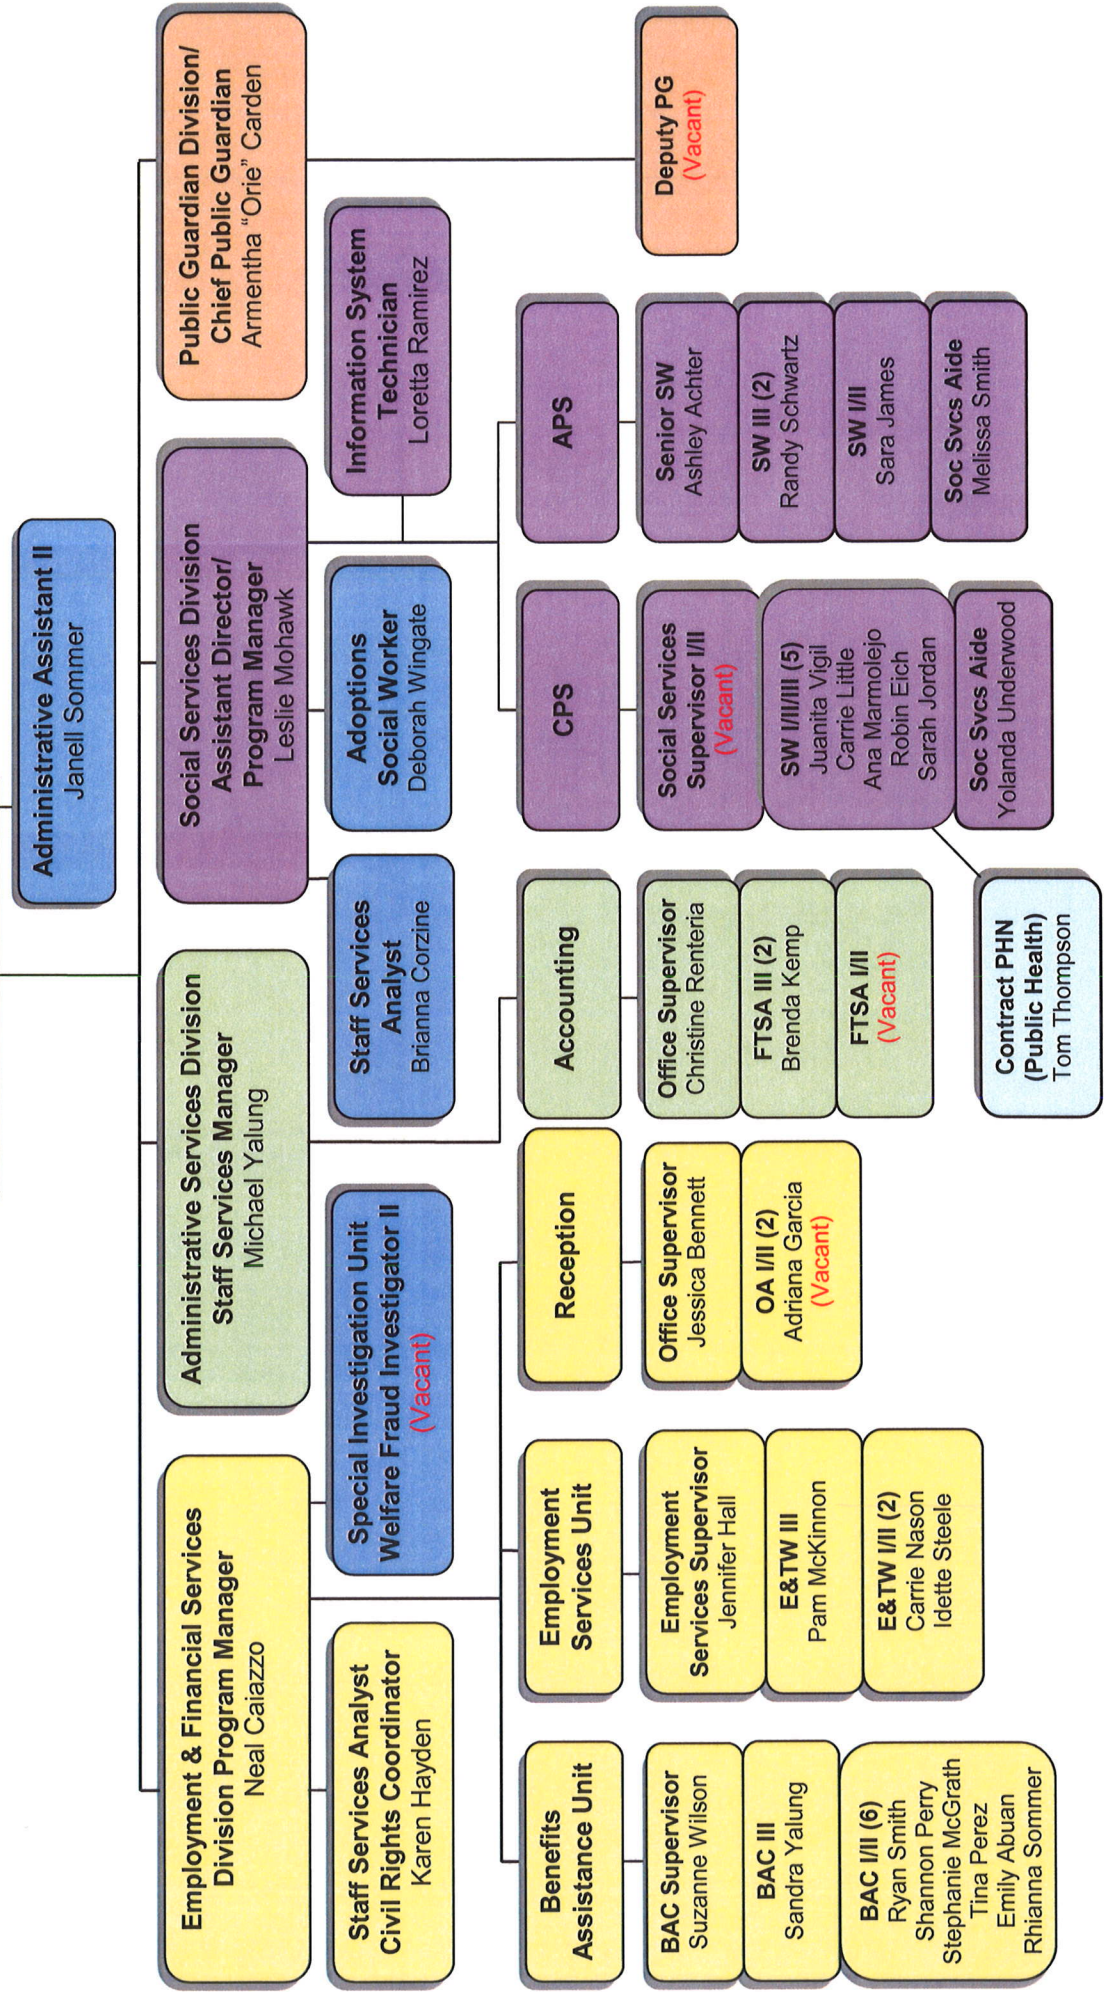 Administrative Assistant II
Janell Sommer
Employment & Financial Services
Division Program Manager
Neal Caiazzo
Administrative Services Division
Staff Services Manager
Michael Yalung
Social Services Division
Assistant Director/
Program Manager
Leslie Mohawk
Public Guardian Division/
Chief Public Guardian
Armentha “Orie” Carden
Staff Services Analyst
Civil Rights Coordinator
Karen Hayden
Special Investigation Unit
Welfare Fraud Investigator II
(Vacant)
Staff Services
Analyst
Brianna Corzine
Adoptions
Social Worker
Deborah Wingate
Information System
Technician
Loretta Ramirez
Benefits
Assistance Unit
BAC Supervisor
Suzanne Wilson
BAC III
Sandra Yalung
BAC I/II (6)
Ryan Smith
Shannon Perry
Stephanie McGrath
Tina Perez
Emily Abuan
Rhianna Sommer
Employment
Services Unit
Employment
Services Supervisor
Jennifer Hall
E&TW III
Pam McKinnon
E&TW I/II (2)
Carrie Nason
Idette Steele
Reception
Office Supervisor
Jessica Bennett
OA I/II (2)
Adriana Garcia
(Vacant)
Accounting
Office Supervisor
Christine Renteria
FTSA III (2)
Brenda Kemp
FTSA I/II
(Vacant)
CPS
Social Services
Supervisor I/II
(Vacant)
SW I/II/III (5)
Juanita Vigil
Carrie Little
Ana Marmolejo
Robin Eich
Sarah Jordan
Soc Svcs Aide
Yolanda Underwood
Contract PHN
(Public Health)
Tom Thompson
APS
Senior SW
Ashley Achter
SW III (2)
Randy Schwartz
SW I/II
Sara James
Soc Svcs Aide
Melissa Smith
Deputy PG
(Vacant)